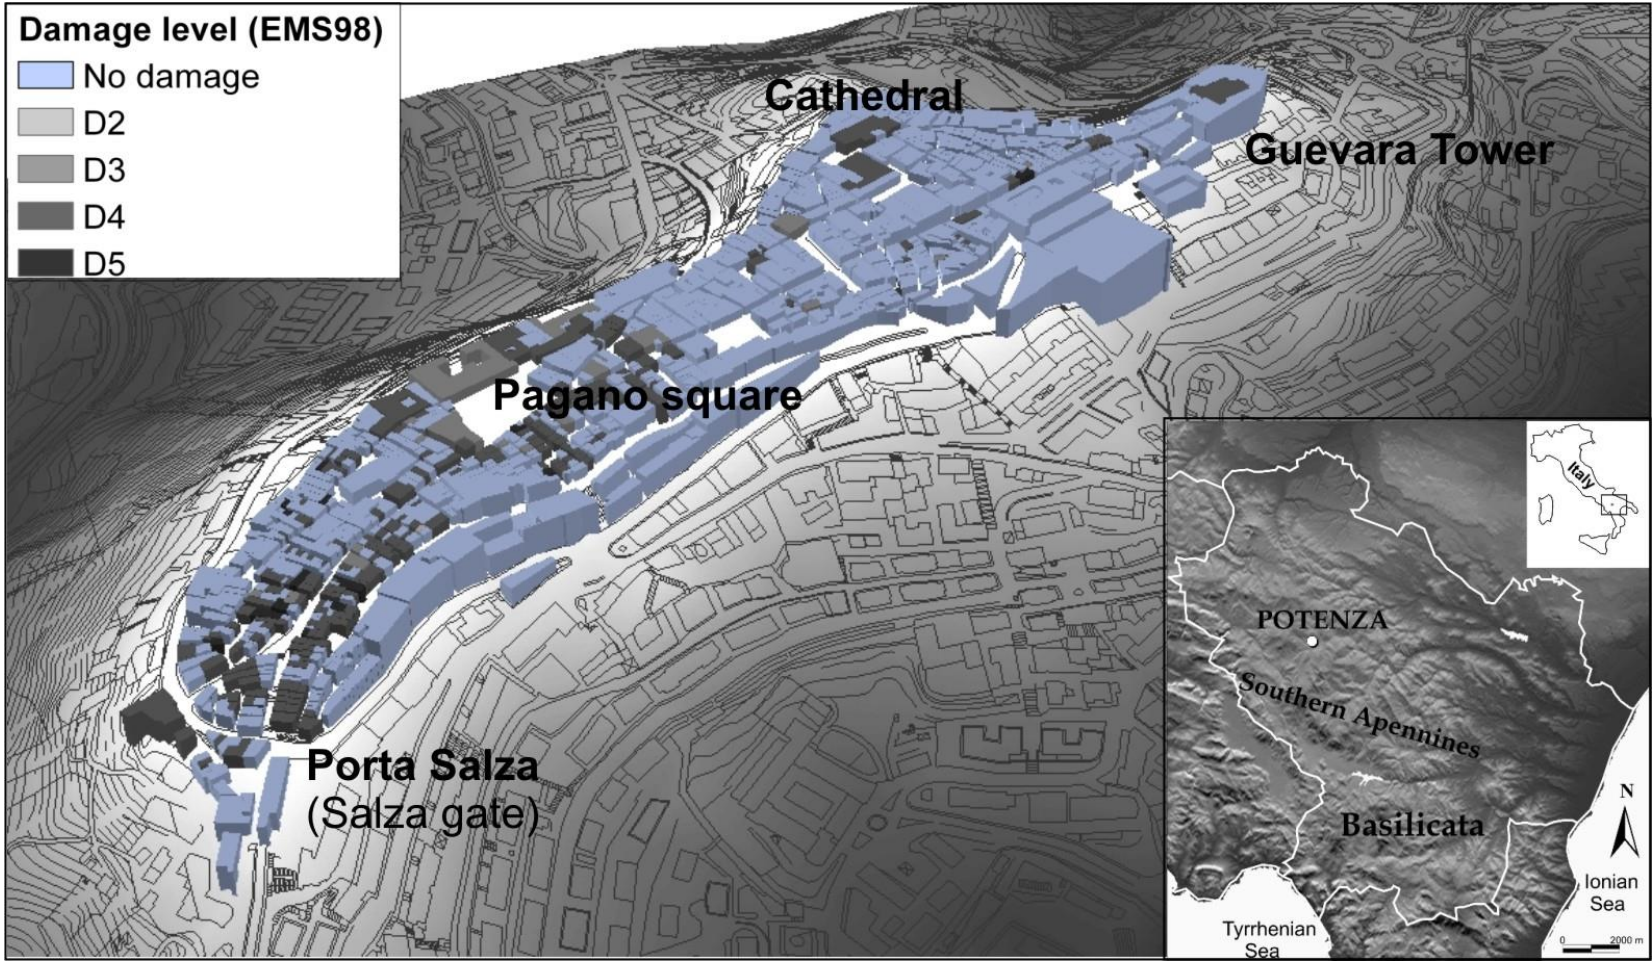 Damage level (EMS98)
No damage
D2
D3
D4
D5
Cathedral
Guevara Tower
Pagano square
Porta Salza
(Salza gate)
Italy
POTENZA
Southern Apennines
Basilicata
N
Ionian
Sea
Tyrrhenian
Sea
0 2000 m